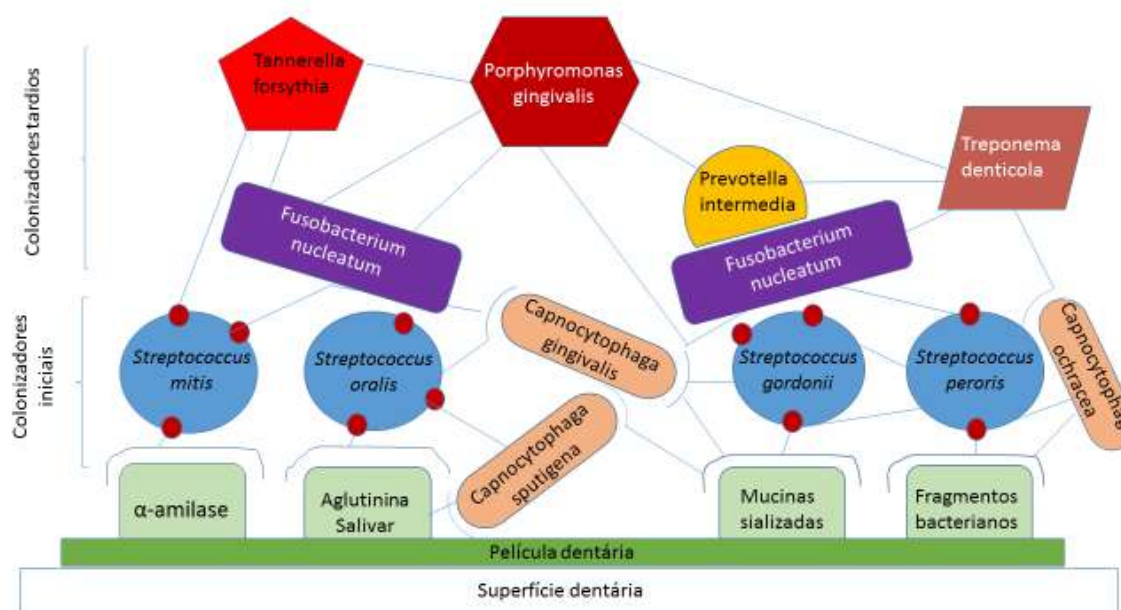 Colonizadores tardios
Tannerella
forsythia
Porphyromonas
gingivalis
Treponema
denticola
Prevotella
intermedia
Fusobacterium
nucleatum
Fusobacterium
nucleatum
Colonizadores
iniciais
Streptococcus
mitis
Streptococcus
oralis
Capnocytophaga
gingivalis
Streptococcus
gordonii
Streptococcus
peroris
Capnocytophag
ochracea
Capnocytophaga
sputigena
α-amilase
Aglutinina
Salivar
Mucinas
sializadas
Fragmentos
bacterianos
Película dentária
Superfície dentária